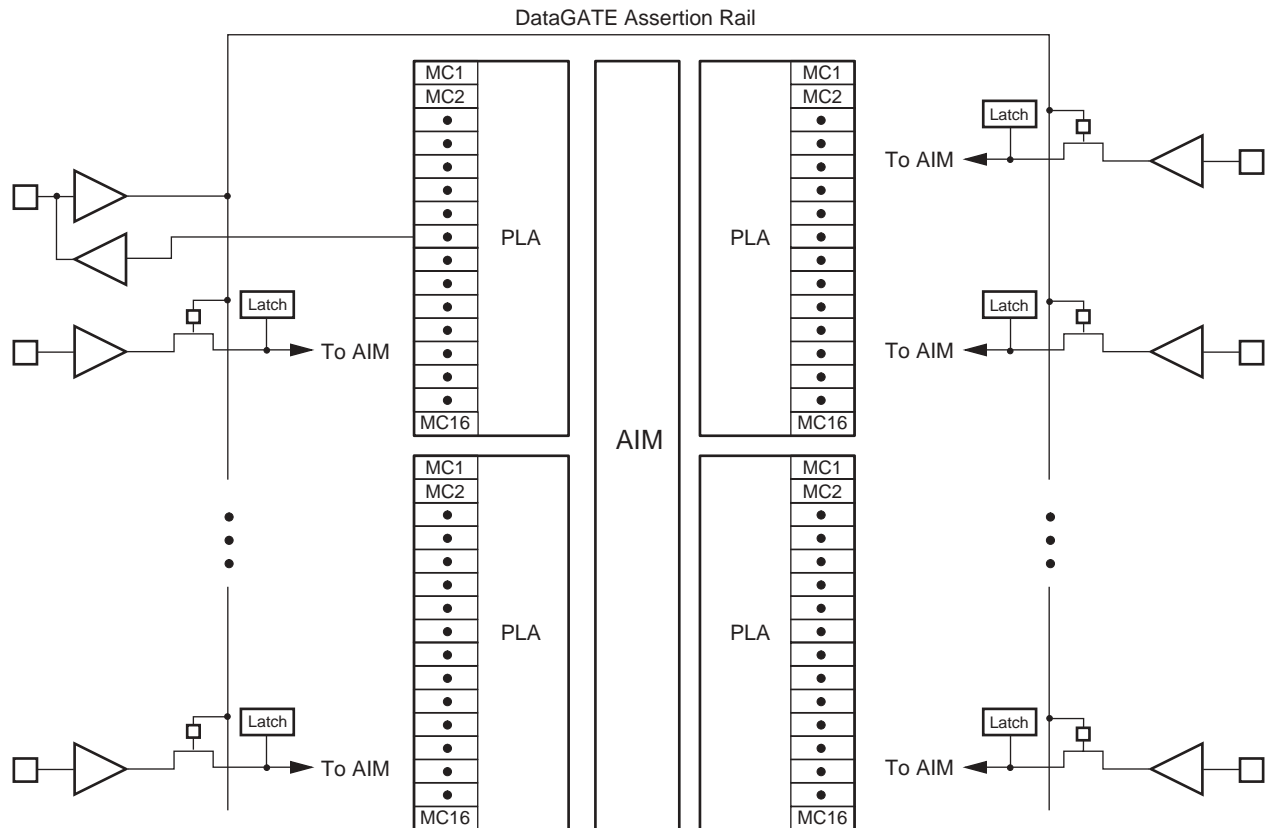 DataGATE Assertion Rail
MC1
MC2
PLA
MC16
MC1
MC2
PLA
MC16
AIM
MC1
MC2
PLA
MC16
MC1
MC2
PLA
MC16
Latch
To AIM
Latch
To AIM
Latch
To AIM
Latch
To AIM
Latch
To AIM